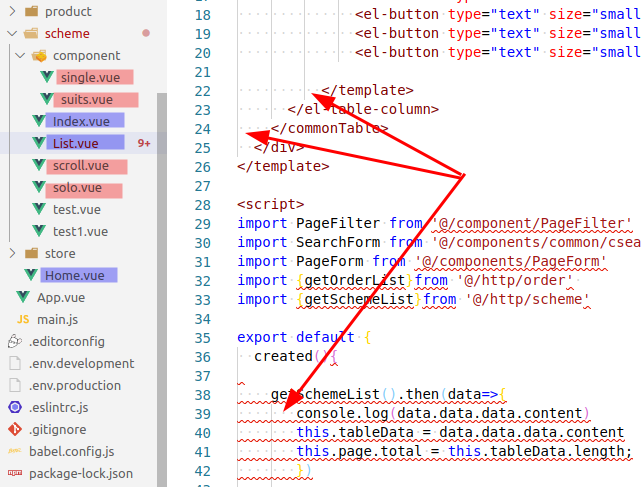 product
scheme
component
single.vue
suits.vue
Index.vue
List.vue 9+
scroll.vue
solo.vue
test.vue
test1.vue
store
Home.vue
App.vue
JS main.js
.editorconfig
.env.development
.env.production
.eslintrc.js
.gitignore
babel.config.js
package-lock.json
18 <el-button type="text" size="small
19 <el-button type="text" size="small
20 <el-button type="text" size="small
21
22 </template>
23 </el-table-column>
24 </commonTable>
25 </div>
26 </template>
27
28 <script>
29 import PageFilter from '@/component/PageFilter'
30 import SearchForm from '@/components/common/csea
31 import PageForm from '@/components/PageForm'
32 import {getOrderList}from '@/http/order'
33 import {getSchemeList}from '@/http/scheme'
34
35 export default {
36 created(){
37
38 getSchemeList().then(data=>{
39 console.log(data.data.data.content)
40 this.tableData = data.data.data.content
41 this.page.total = this.tableData.length;
42 })